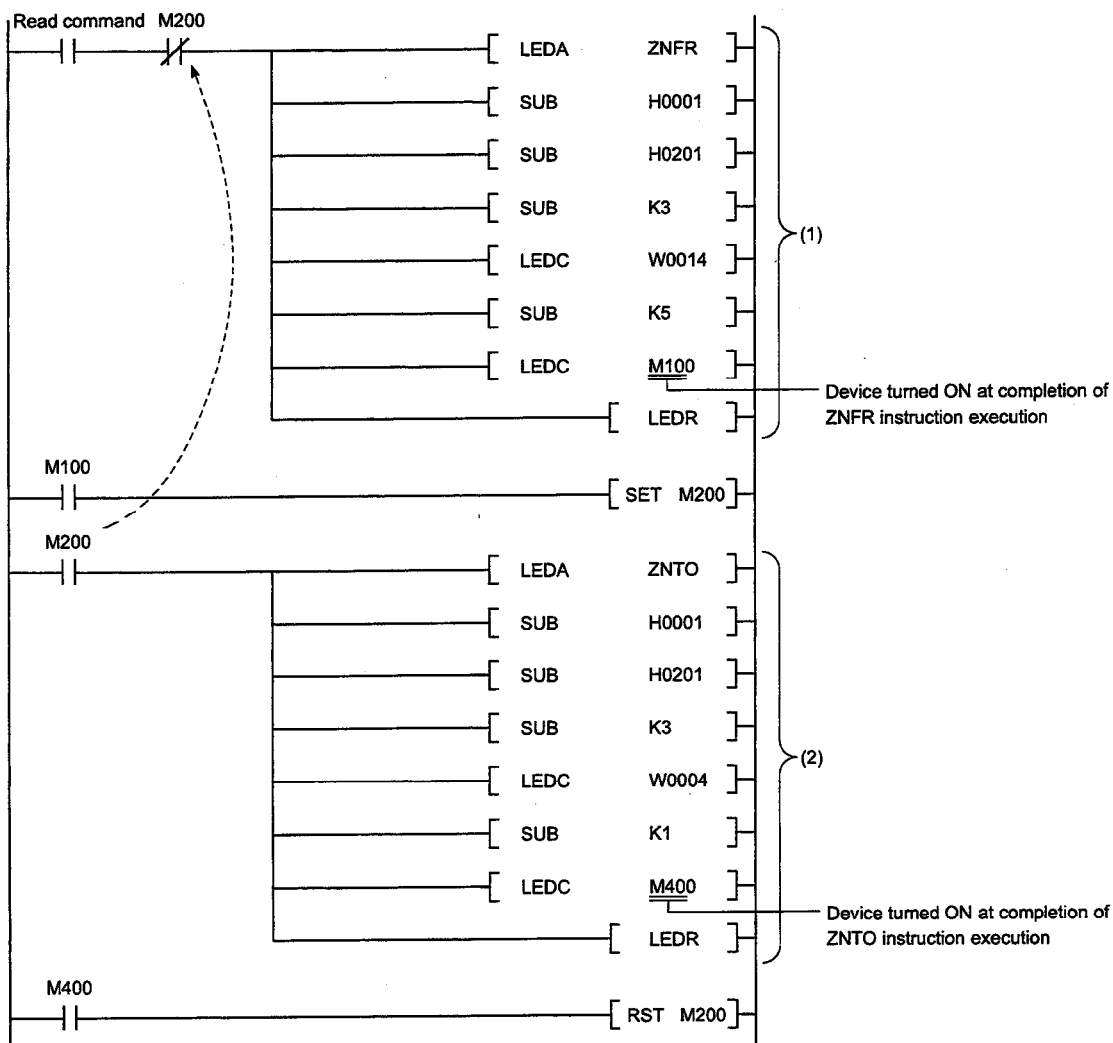 Read command M200
[ LEDA ZNFR ]
[ SUB H0001 ]
[ SUB H0201 ]
[ SUB K3 ]
(1)
[ LEDC W0014 ]
[ SUB K5 ]
[ LEDC M100 ]
Device turned ON at completion of
ZNFR instruction execution
[ LEDR ]
M100
[ SET M200 ]
M200
[ LEDA ZNTO ]
[ SUB H0001 ]
[ SUB H0201 ]
[ SUB K3 ]
(2)
[ LEDC W0004 ]
[ SUB K1 ]
[ LEDC M400 ]
Device turned ON at completion of
ZNTO instruction execution
[ LEDR ]
M400
[ RST M200 ]